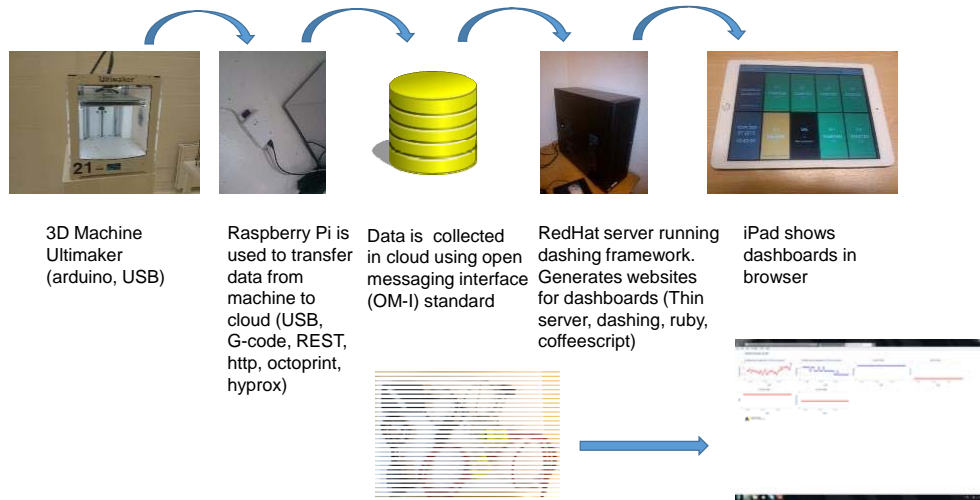 Ultimaker
21
3D Machine
Ultimaker
(arduino, USB)
Raspberry Pi is
used to transfer
data from
machine to
cloud (USB,
G-code, REST,
http, octoprint,
hyprox)
Data is  collected
in cloud using open
messaging interface
(OM-I) standard
RedHat server running
dashing framework.
Generates websites
for dashboards (Thin
server, dashing, ruby,
coffeescript)
iPad shows
dashboards in
browser